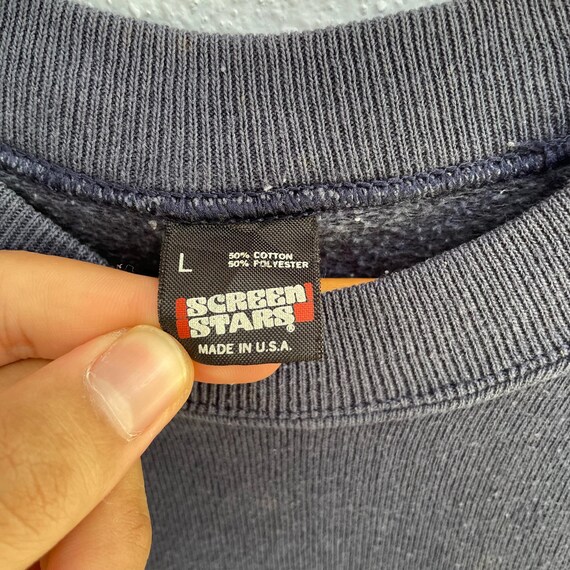 L
50% COTTON
50% POLYESTER
SCREEN
STARS®
MADE IN U.S.A.